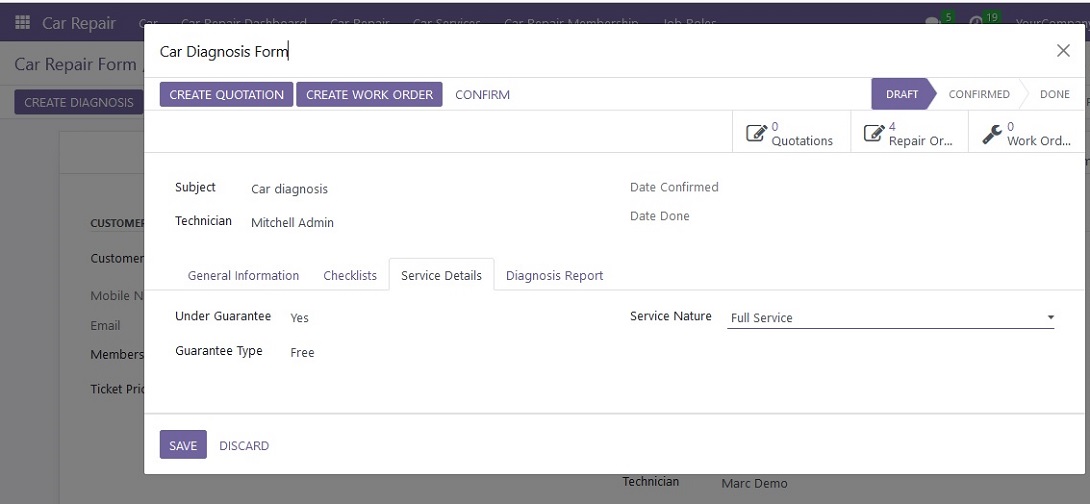 Car Repair Car Car Repair Dashboard Car Repair Car Services Car Repair Membership Job Roles 5 19 YourCompany
Car Diagnosis Form
Car Repair Form
CREATE DIAGNOSIS
CREATE QUOTATION CREATE WORK ORDER CONFIRM DRAFT CONFIRMED DONE
0 Quotations
4 Repair Or...
0 Work Ord...
Subject Car diagnosis Date Confirmed
Technician Mitchell Admin Date Done
CUSTOMER
Customer
General Information Checklists Service Details Diagnosis Report
Mobile N
Under Guarantee Yes Service Nature Full Service
Email
Members
Guarantee Type Free
Ticket Pric
SAVE DISCARD
Technician Marc Demo